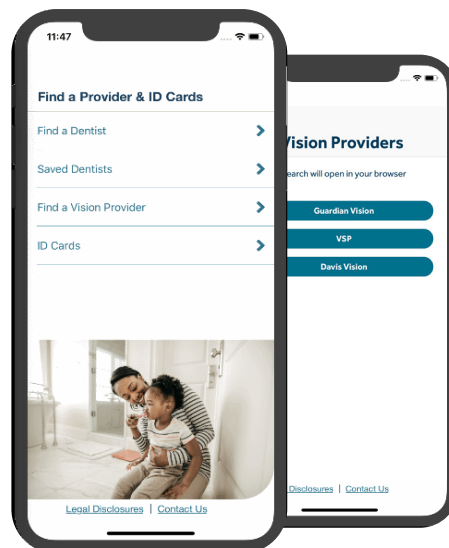 11:47
Find a Provider & ID Cards
Find a Dentist
Saved Dentists
Find a Vision Provider
ID Cards
Legal Disclosures | Contact Us
Vision Providers
earch will open in your browser
Guardian Vision
VSP
Davis Vision
Disclosures | Contact Us